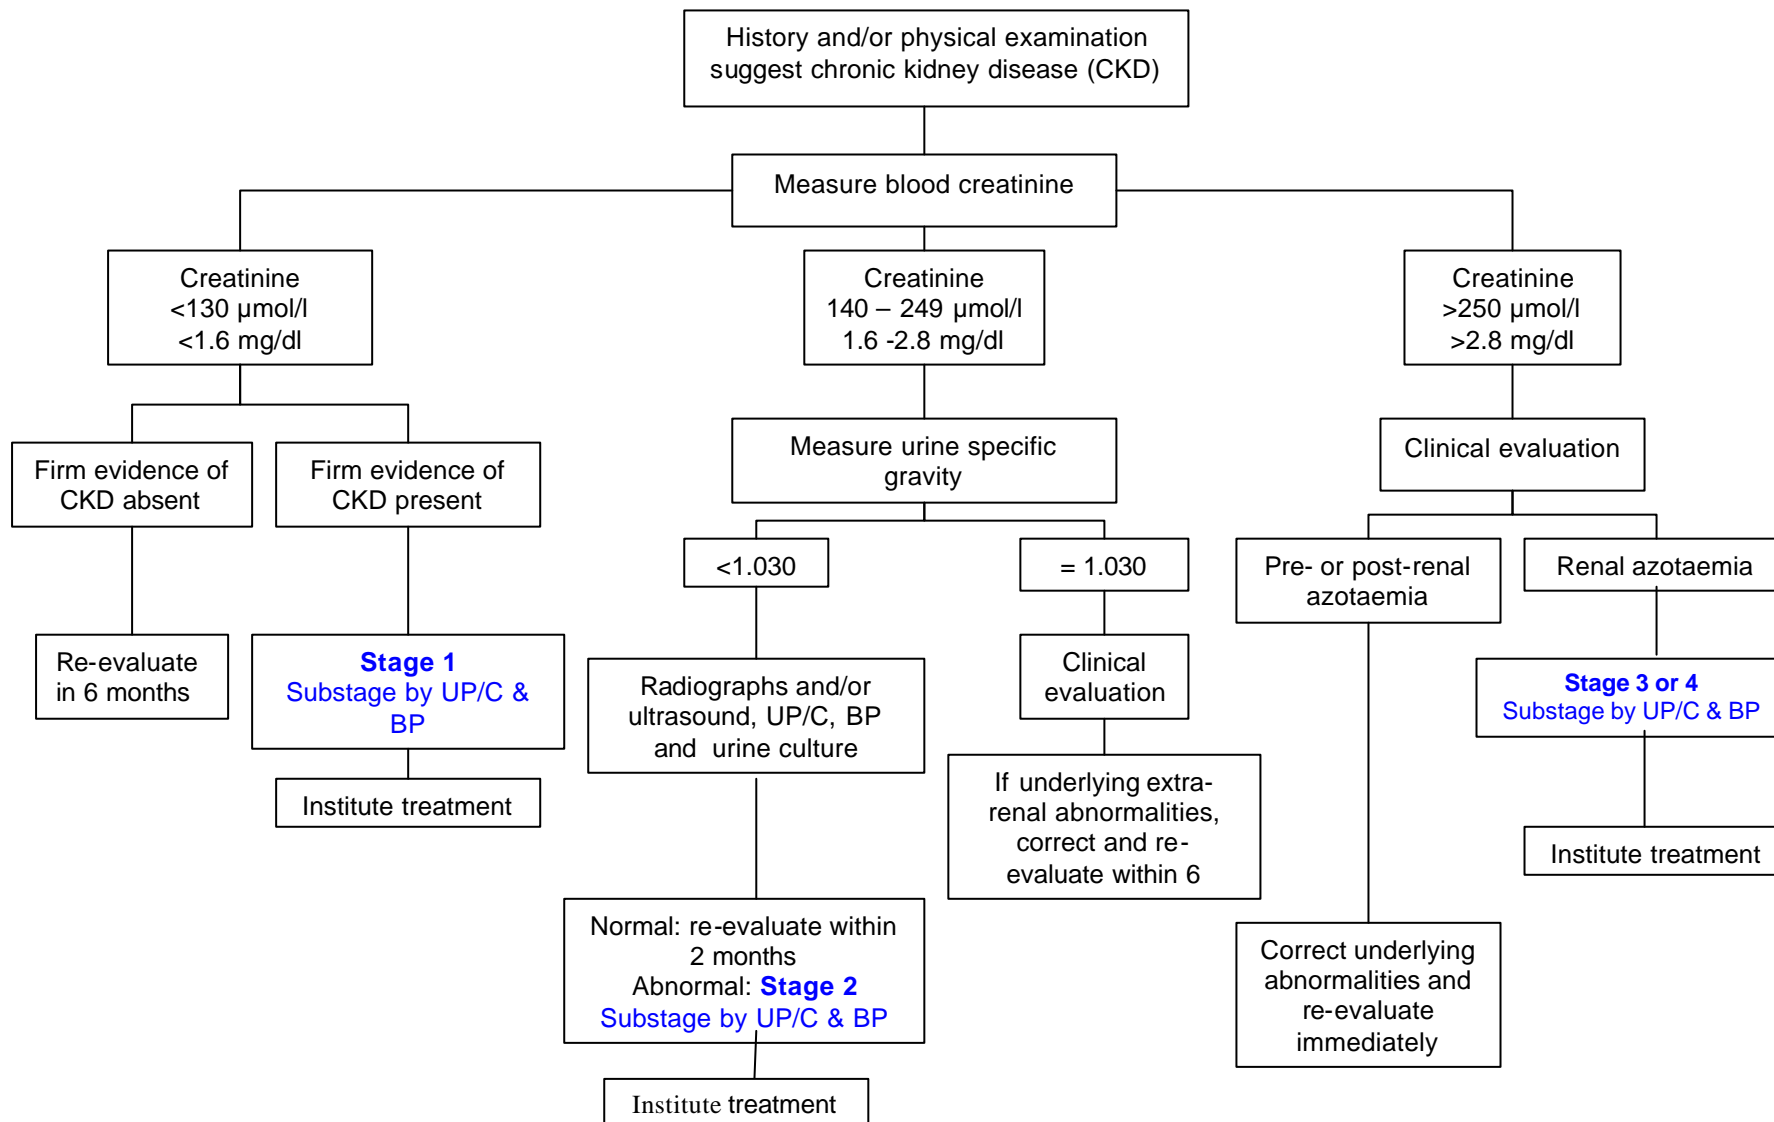 History and/or physical examination
suggest chronic kidney disease (CKD)
Measure blood creatinine
Creatinine
<130 µmol/l
<1.6 mg/dl
Creatinine
140 – 249 µmol/l
1.6 -2.8 mg/dl
Creatinine
>250 µmol/l
>2.8 mg/dl
Firm evidence of
CKD absent
Firm evidence of
CKD present
Measure urine specific
gravity
Clinical evaluation
<1.030
= 1.030
Pre- or post-renal
azotaemia
Renal azotaemia
Re-evaluate
in 6 months
Stage 1
Substage by UP/C &
BP
Radiographs and/or
ultrasound, UP/C, BP
and urine culture
Clinical
evaluation
Stage 3 or 4
Substage by UP/C & BP
Institute treatment
If underlying extra-
renal abnormalities,
correct and re-
evaluate within 6
Institute treatment
Normal: re-evaluate within
2 months
Abnormal: Stage 2
Substage by UP/C & BP
Correct underlying
abnormalities and
re-evaluate
immediately
Institute treatment